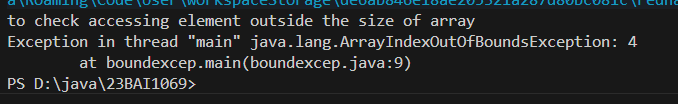 to check accessing element outside the size of array
Exception in thread "main" java.lang.ArrayIndexOutOfBoundsException: 4
at boundexcep.main(boundexcep.java:9)
PS D:\java\23BAI1069>